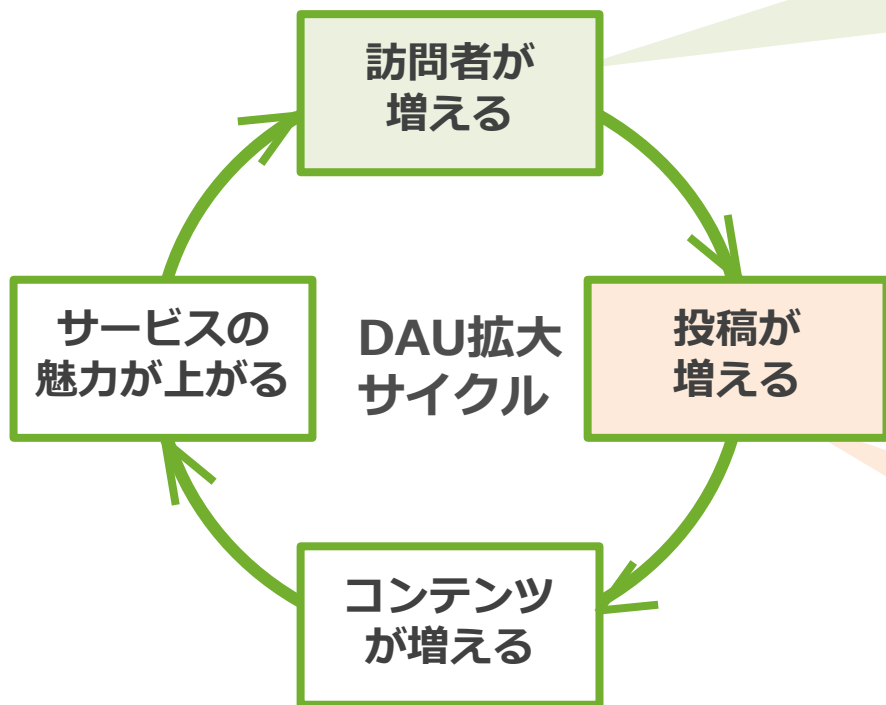 訪問者が
増える
サービスの
魅力が上がる
DAU拡大
サイクル
投稿が
増える
コンテンツ
が増える